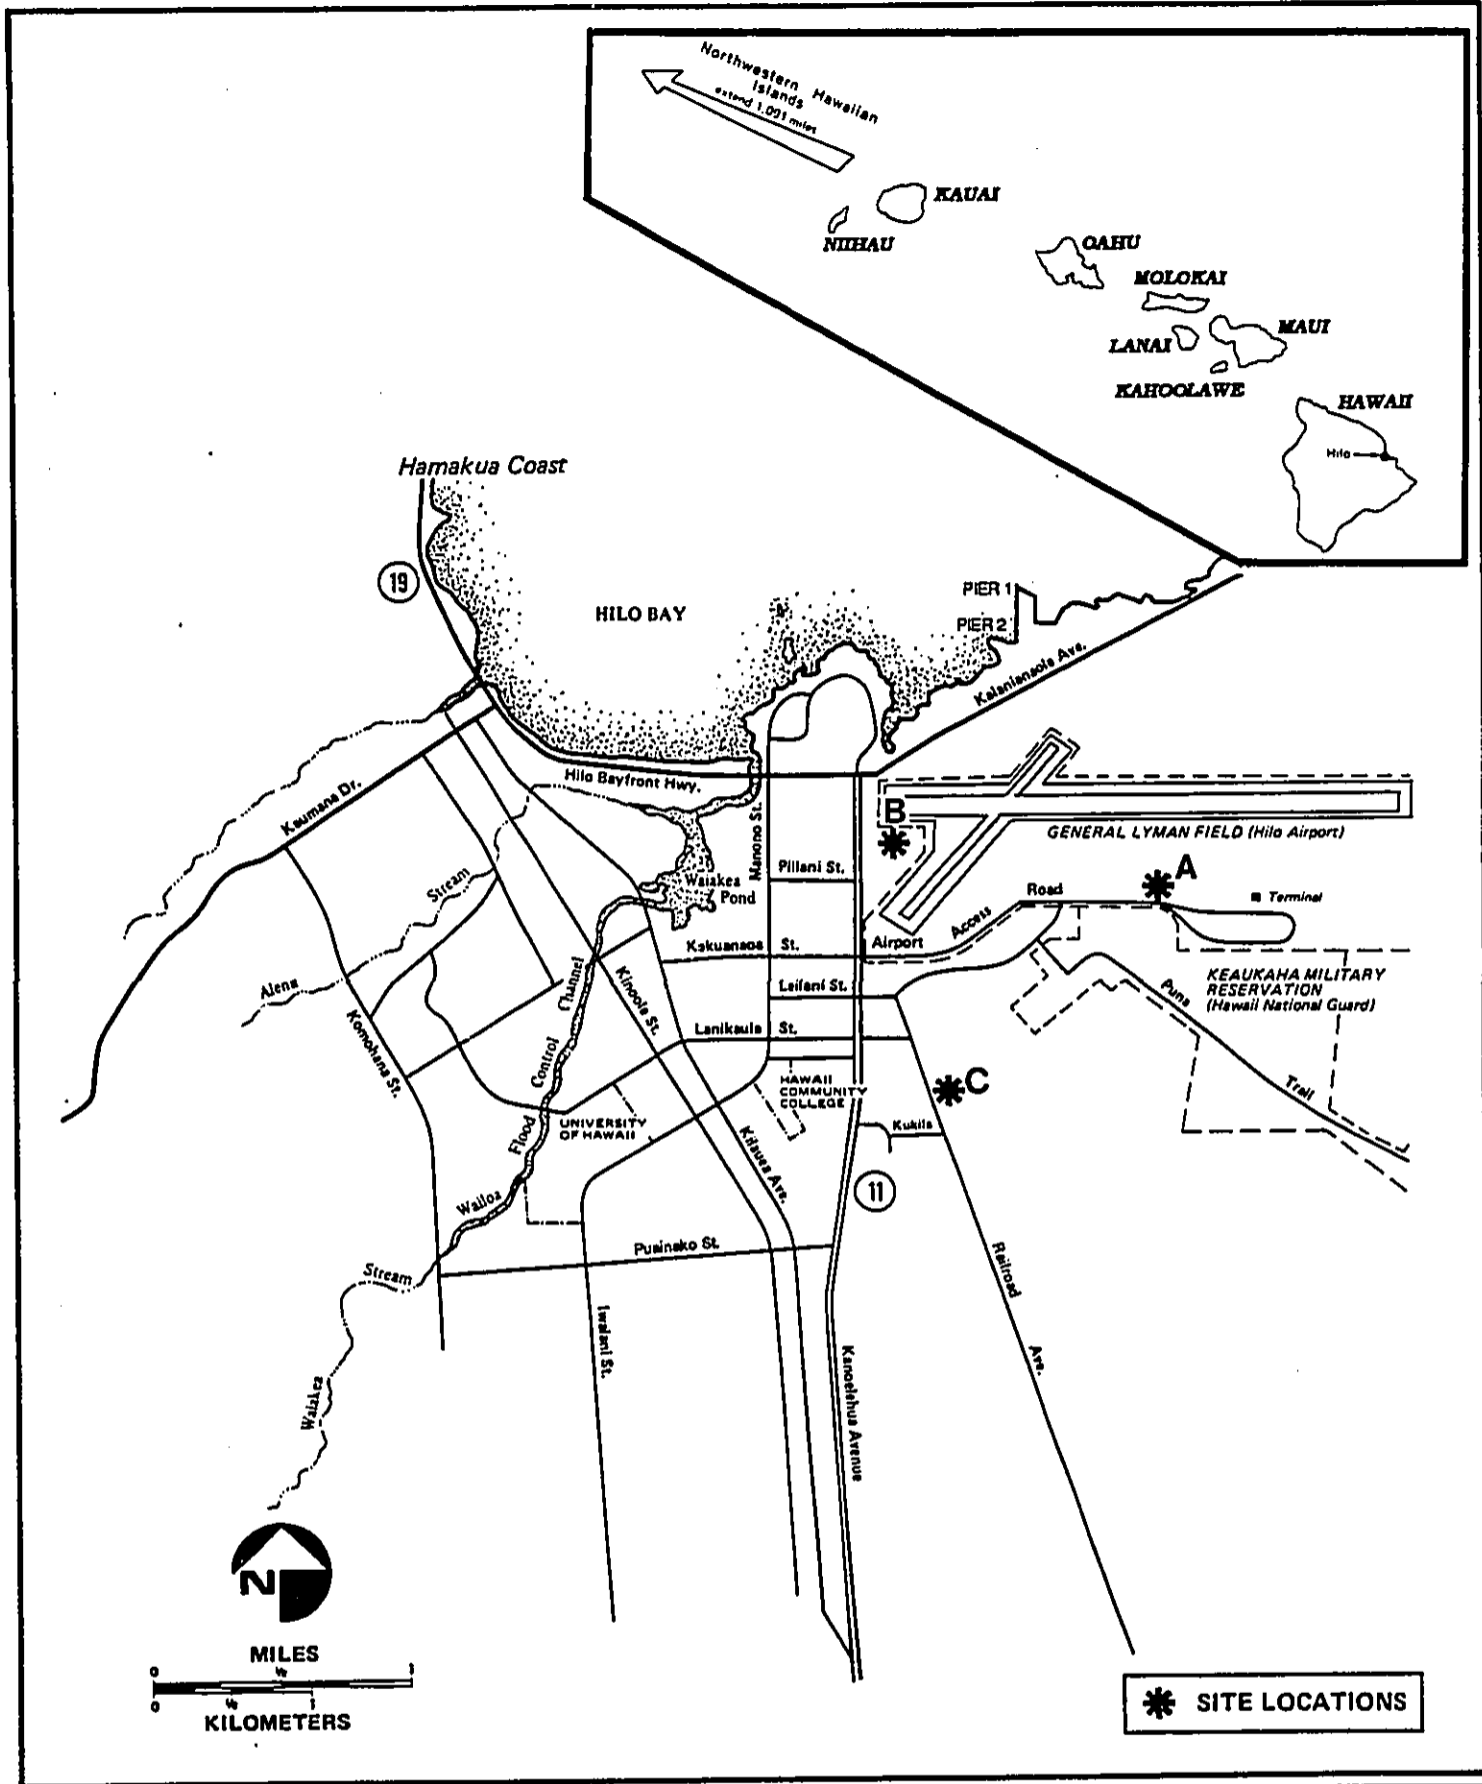 Northwestern Hawaiian
Islands
extend 1,091 miles
KAUAI
NIIHAU
OAHU
MOLOKAI
MAUI
LANAI
KAHOOLAWE
HAWAII
Hilo
Hamakua Coast
19
HILO BAY
PIER 1
PIER 2
Kalanianaole Ave.
Hilo Bayfront Hwy.
Kaumana Dr.
Manono St.
B
GENERAL LYMAN FIELD (Hilo Airport)
Piilani St.
A
Waiakea
Pond
Alena
Stream
Road
Terminal
Kekuanaoa St.
Airport
Access
KEAUKAHA MILITARY
RESERVATION
(Hawaii National Guard)
Leilani St.
Puna
Trail
Kinoole St.
Lanikaula St.
Komohana St.
Wailoa
Flood
Control
Channel
HAWAII
COMMUNITY
COLLEGE
C
UNIVERSITY
OF HAWAII
Kukila
Kilauea Ave.
11
Puainako St.
Railroad
Ave.
Waiakea
Stream
Iwalani St.
Kanoelehua Avenue
N
MILES
0 ½ 1
0 ½ 1
KILOMETERS
SITE LOCATIONS